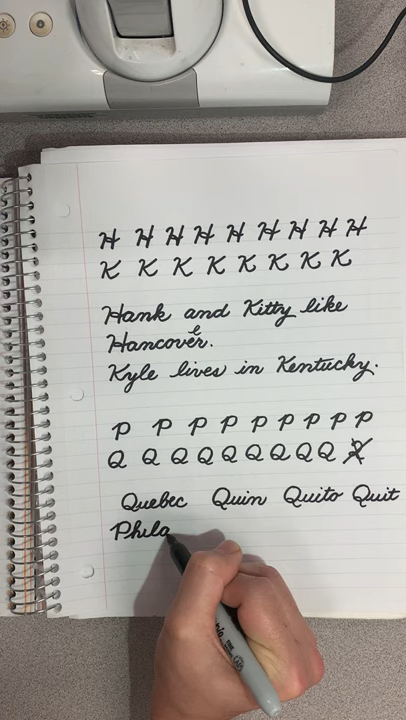 H H H H H H H H H
K K K K K K K K
Hank and Kitty like
Hancover.
e
Kyle lives in Kentucky.
P P P P P P P P P
Q Q Q Q Q Q Q Q
Quebec Quin Quito Quit
Phila